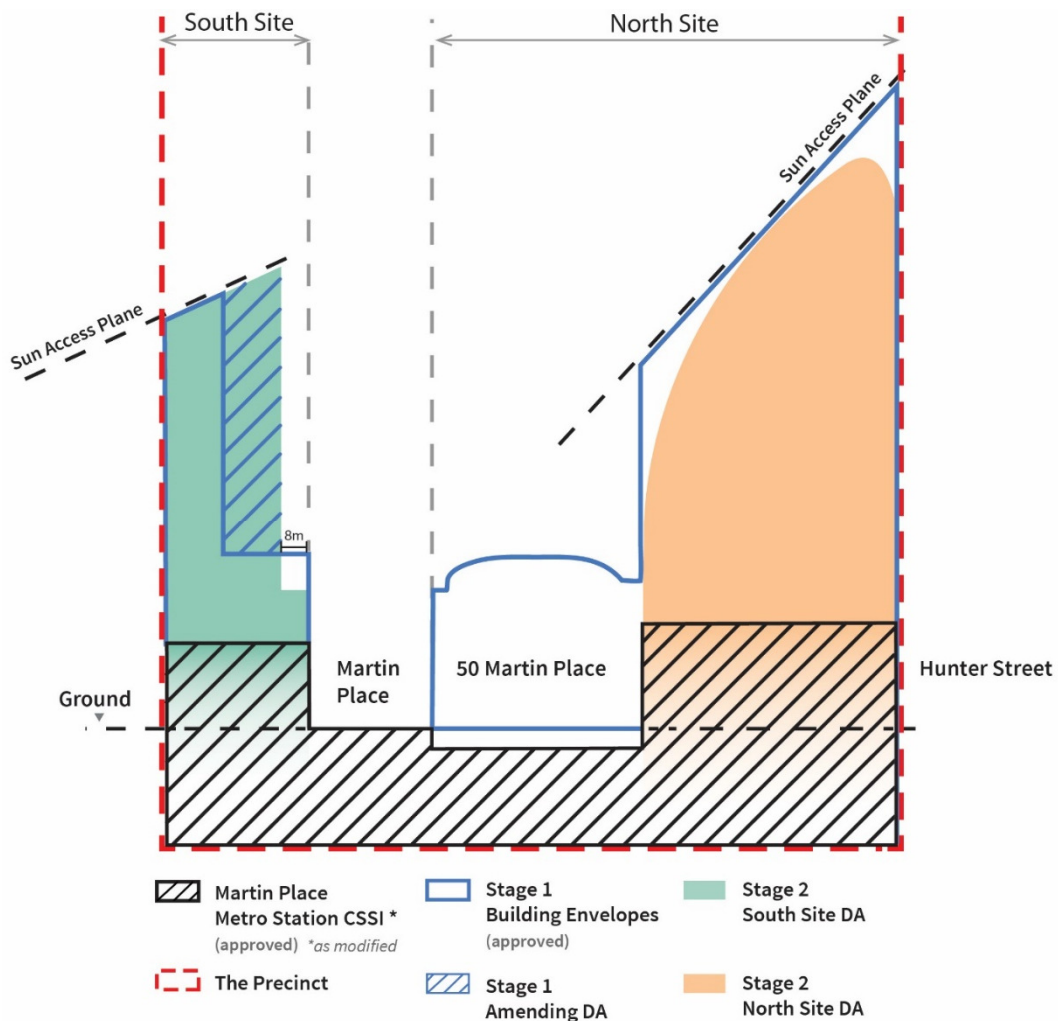 South Site
North Site
Sun Access Plane
Sun Access Plane
8m
Martin
Place
50 Martin Place
Hunter Street
Ground
Martin Place
Metro Station CSSI *
(approved) *as modified
Stage 1
Building Envelopes
(approved)
Stage 2
South Site DA
The Precinct
Stage 1
Amending DA
Stage 2
North Site DA